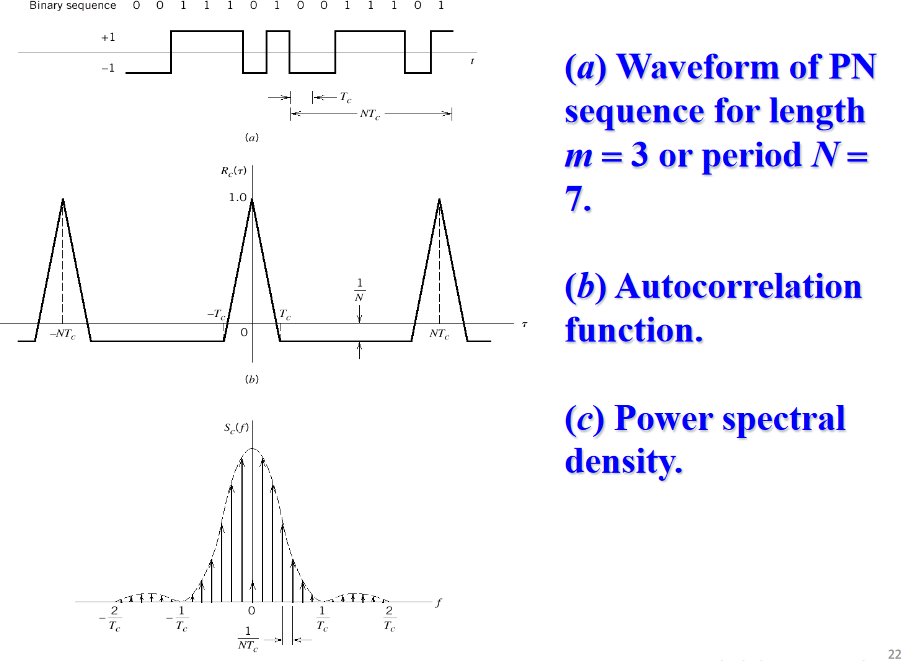 Binary sequence 0 0 1 1 1 0 1 0 0 1 1 1 0 1
+1
−1
t
T_c
NT_c
(a)
R_c(τ)
1.0
1/N
−T_c
T_c
0
−NT_c
NT_c
τ
(b)
S_c(f)
−2/T_c
−1/T_c
0
1/T_c
2/T_c
f
1/NT_c
(a) Waveform of PN
sequence for length
m = 3 or period N =
7.
(b) Autocorrelation
function.
(c) Power spectral
density.
22